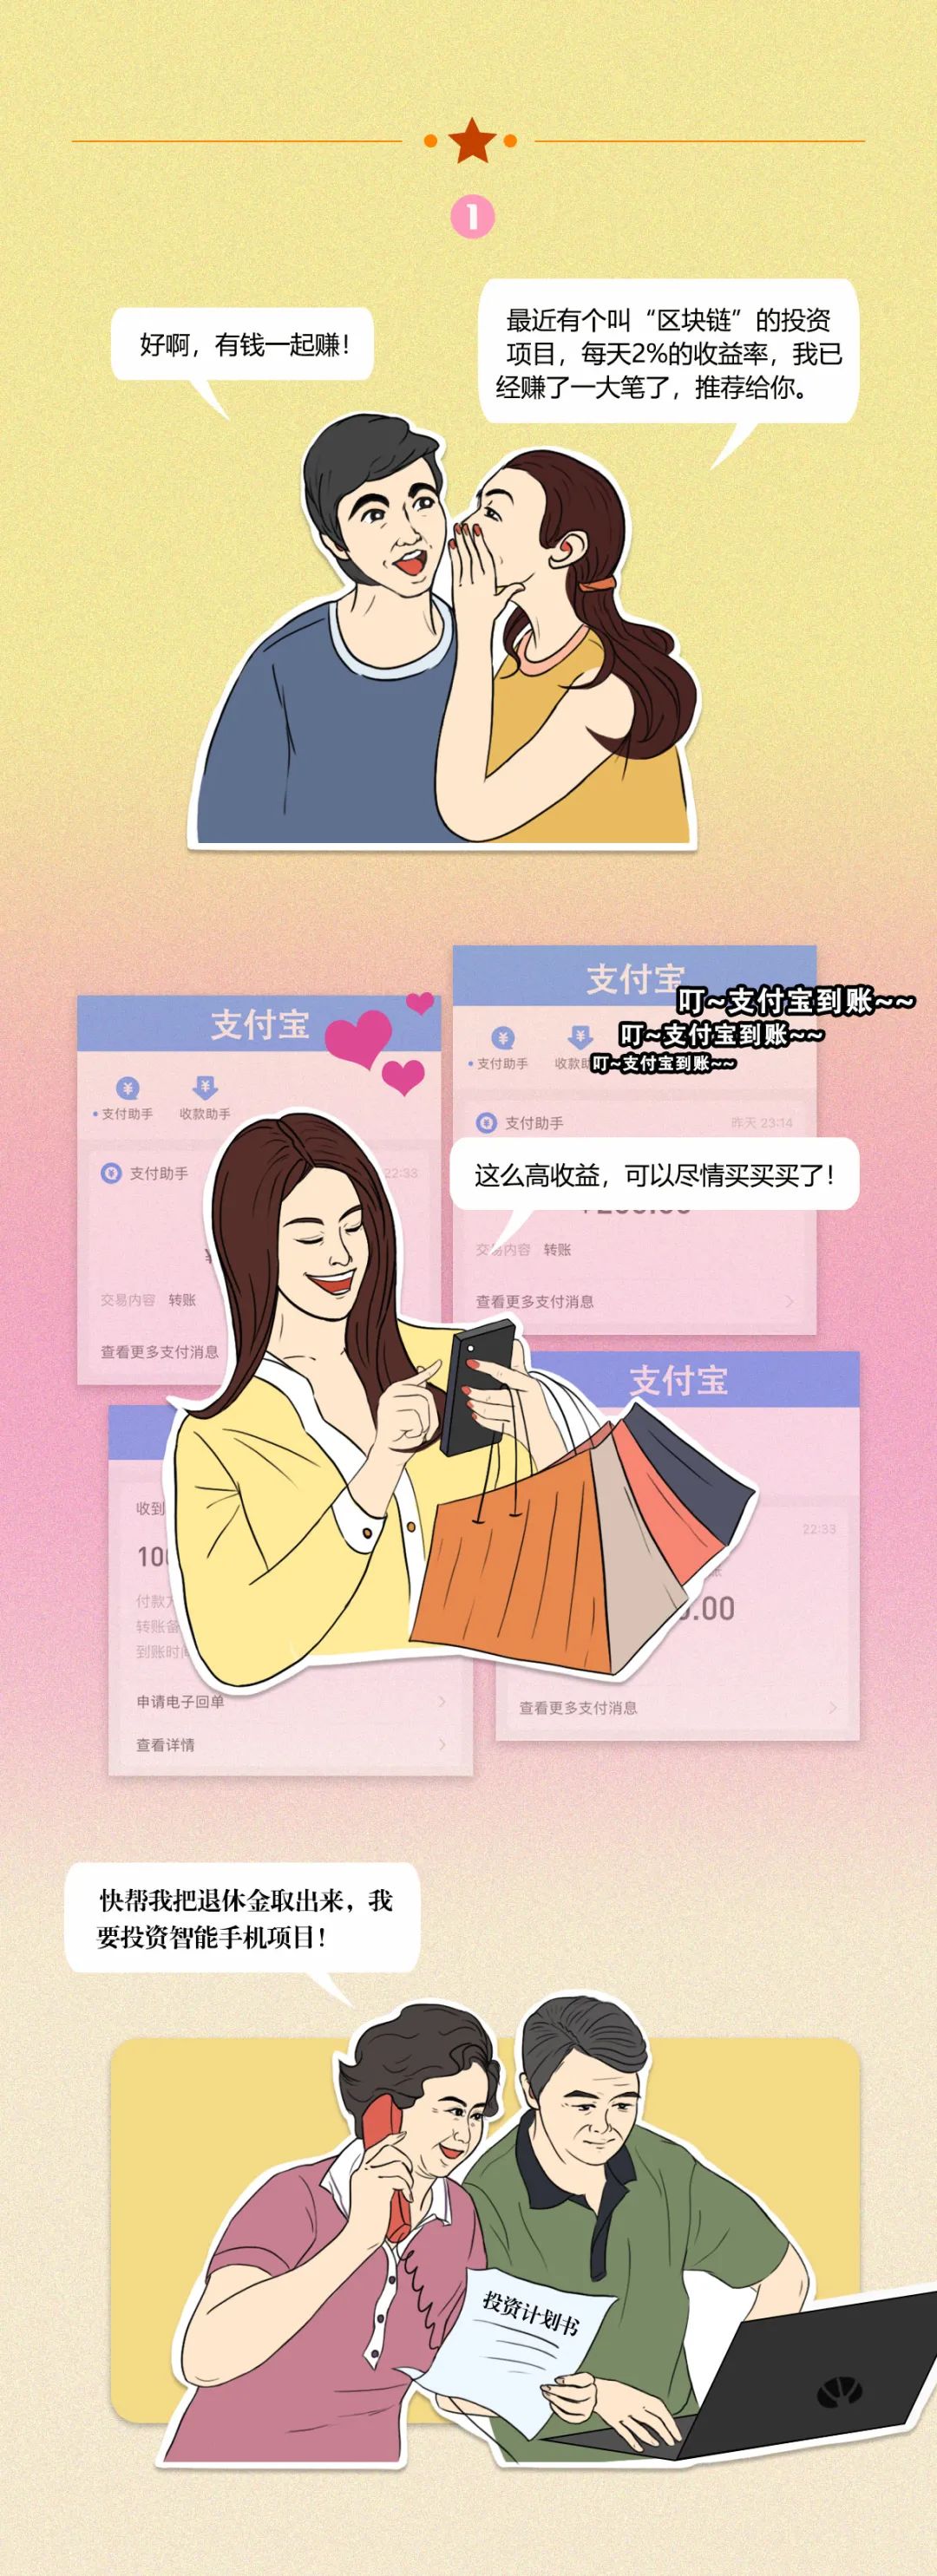 1
好啊，有钱一起赚！
最近有个叫“区块链”的投资
项目，每天2%的收益率，我已
经赚了一大笔了，推荐给你。
支付宝
支付宝
叮~支付宝到账~~
叮~支付宝到账~~
叮~支付宝到账~~
支付助手
收款助手
支付助手
收款助
支付助手
昨天 23:14
支付助手
22:33
这么高收益，可以尽情买买买了！
¥
交易内容 转账
交易内容 转账
查看更多支付消息
查看更多支付消息
支付宝
收到
22:33
100
付款
转账备
到账时间
0.00
申请电子回单
查看更多支付消息
查看详情
快帮我把退休金取出来，我
要投资智能手机项目！
投资计划书